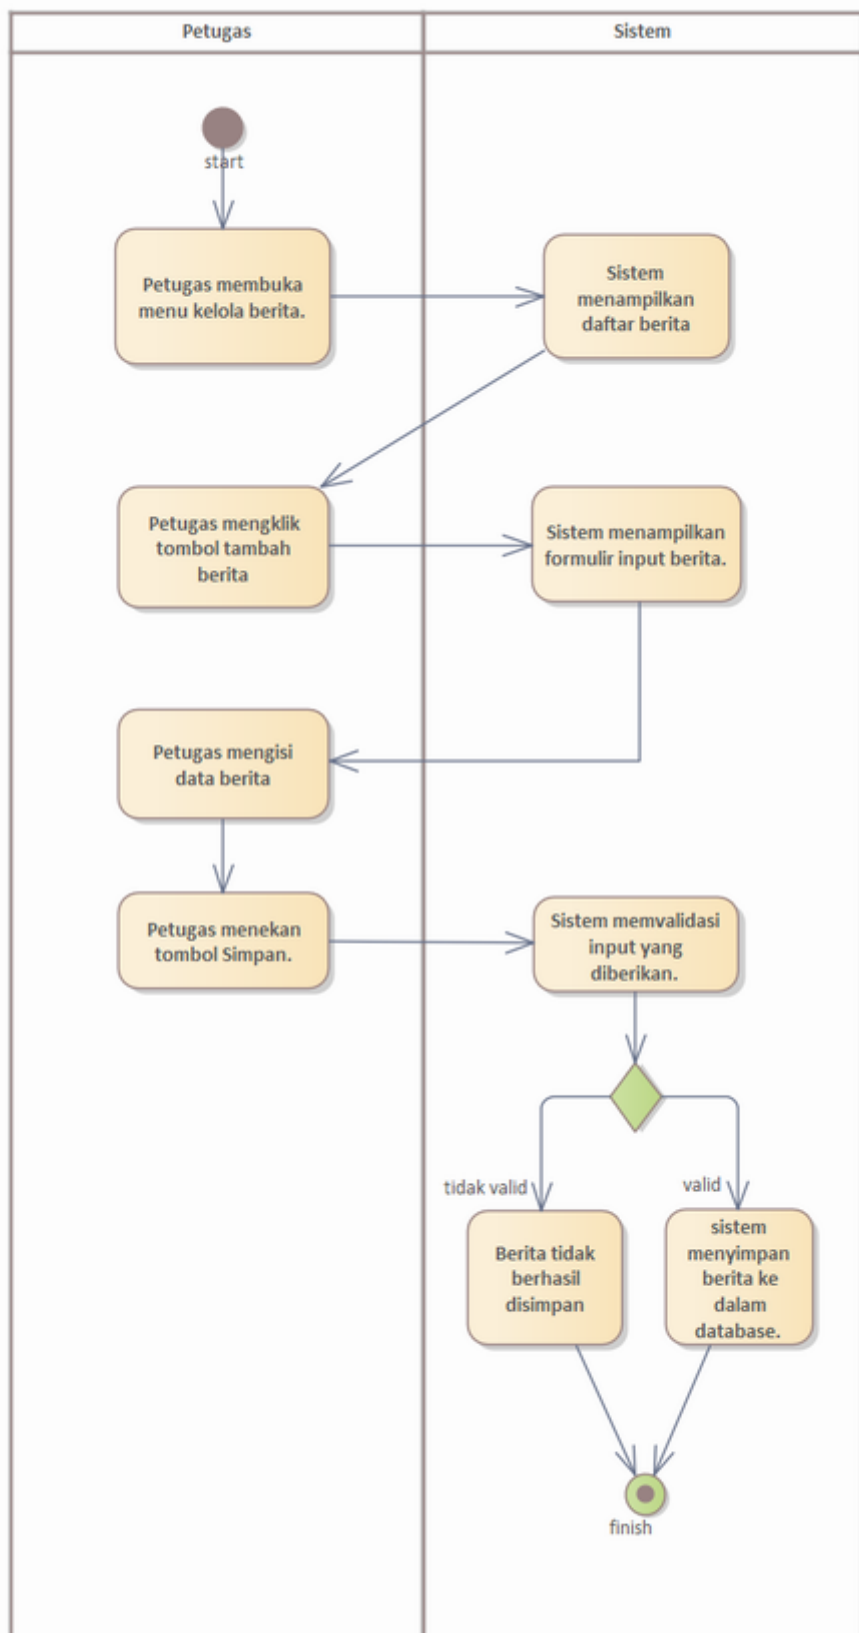 Petugas
Sistem
start
Petugas membuka
menu kelola berita.
Sistem
menampilkan
daftar berita
Petugas mengklik
tombol tambah
berita
Sistem menampilkan
formulir input berita.
Petugas mengisi
data berita
Petugas menekan
tombol Simpan.
Sistem memvalidasi
input yang
diberikan.
tidak valid
valid
Berita tidak
berhasil
disimpan
sistem
menyimpan
berita ke
dalam
database.
finish